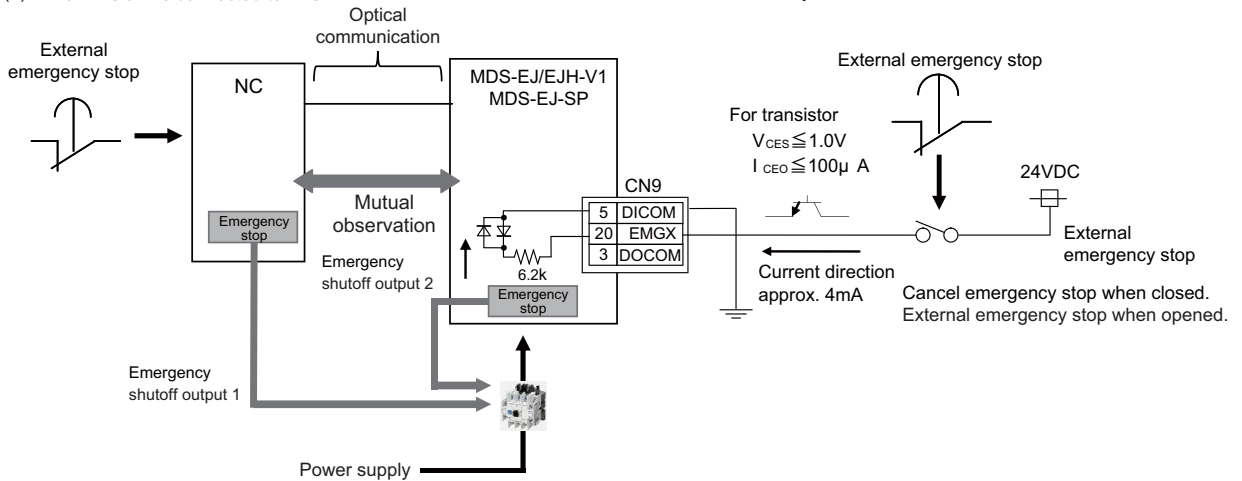 Optical
communication
External
emergency stop
NC
MDS-EJ/EJH-V1
MDS-EJ-SP
External emergency stop
For transistor
VCES≦1.0V
I CEO≦100μ A
24VDC
CN9
Mutual
observation
5 DICOM
20 EMGX
3 DOCOM
Emergency
stop
Emergency
shutoff output 2
6.2k
Emergency
stop
Current direction
approx. 4mA
External
emergency stop
Cancel emergency stop when closed.
External emergency stop when opened.
Emergency
shutoff output 1
Power supply